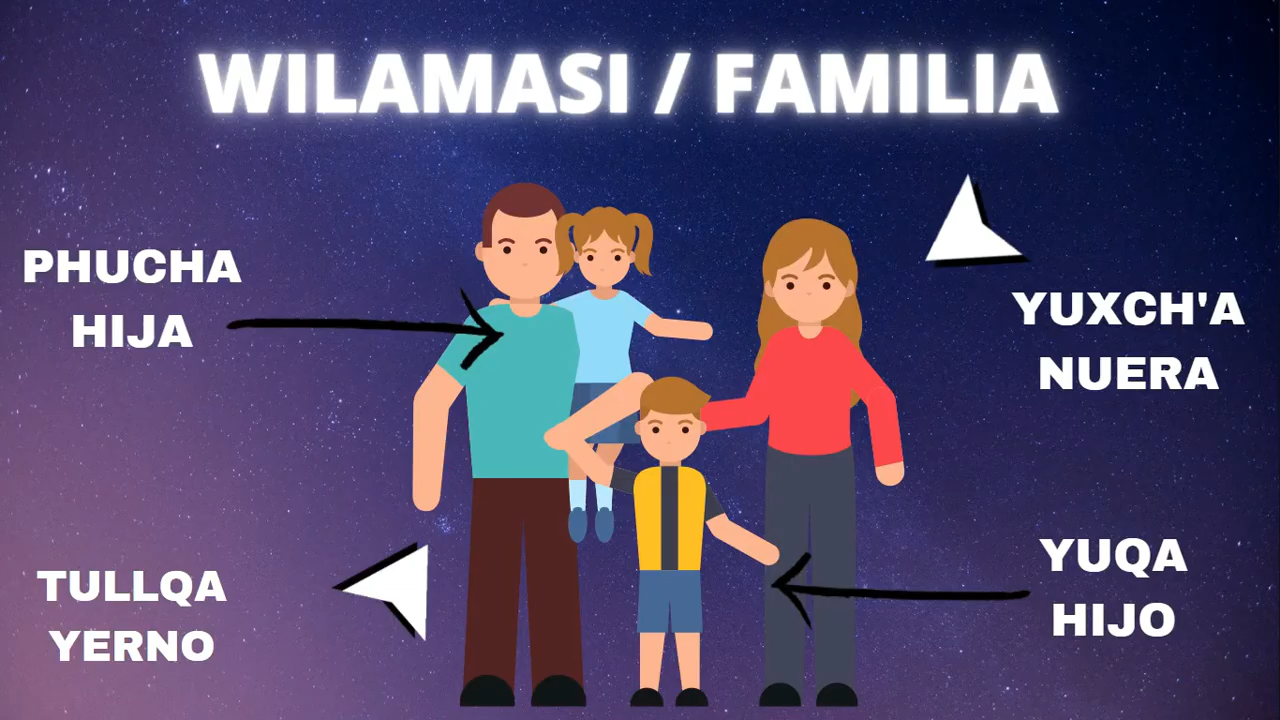 WILAMASI / FAMILIA
PHUCHA
HIJA
YUXCH'A
NUERA
TULLQA
YERNO
YUQA
HIJO